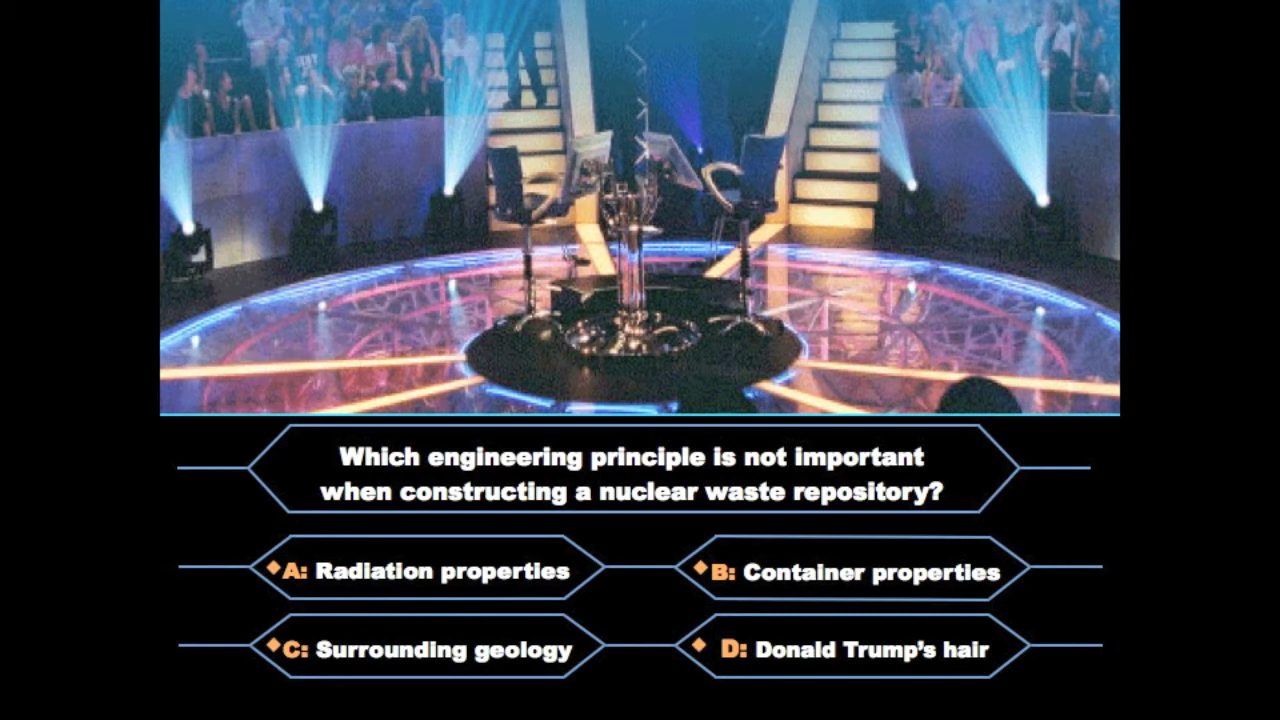 Which engineering principle is not important
when constructing a nuclear waste repository?
◆A: Radiation properties
◆B: Container properties
◆C: Surrounding geology
◆ D: Donald Trump’s hair